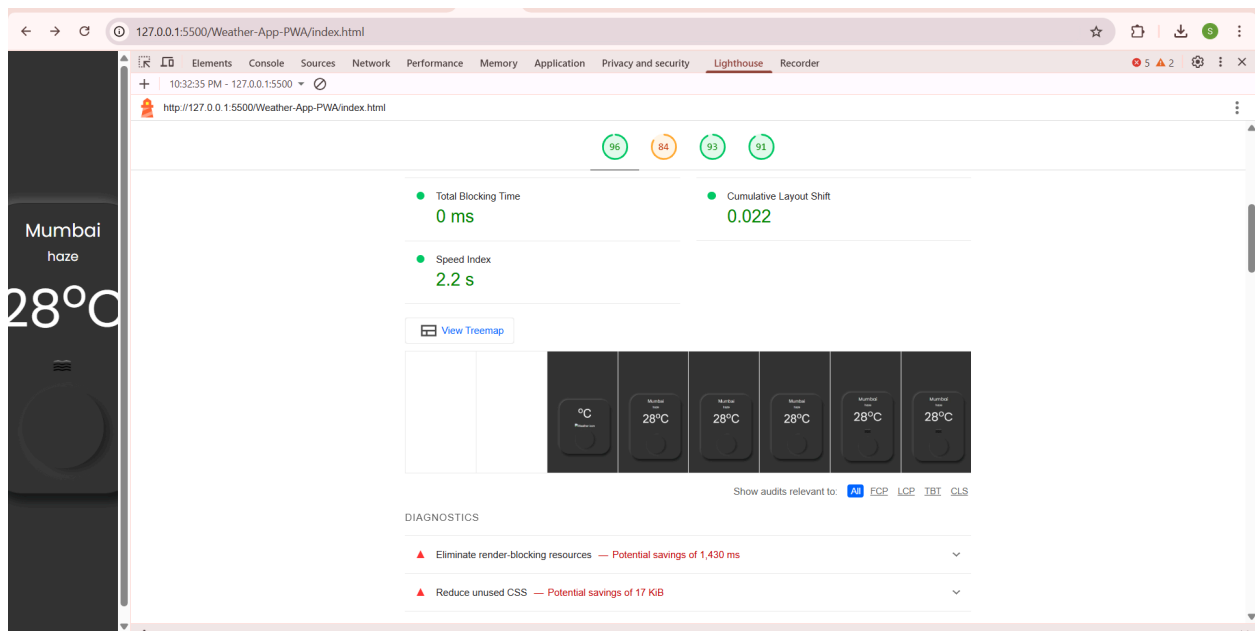 127.0.0.1:5500/Weather-App-PWA/index.html
S
Elements Console Sources Network Performance Memory Application Privacy and security Lighthouse Recorder 5 2
10:32:35 PM - 127.0.0.1:5500
http://127.0.0.1:5500/Weather-App-PWA/index.html
96 84 93 91
Mumbai
haze
28°C
Total Blocking Time
0 ms
Cumulative Layout Shift
0.022
Speed Index
2.2 s
View Treemap
°C
Mumbai
28°C
Mumbai
28°C
Mumbai
28°C
Mumbai
haze
28°C
Mumbai
haze
28°C
Show audits relevant to: All FCP LCP TBT CLS
DIAGNOSTICS
Eliminate render-blocking resources — Potential savings of 1,430 ms
Reduce unused CSS — Potential savings of 17 KiB